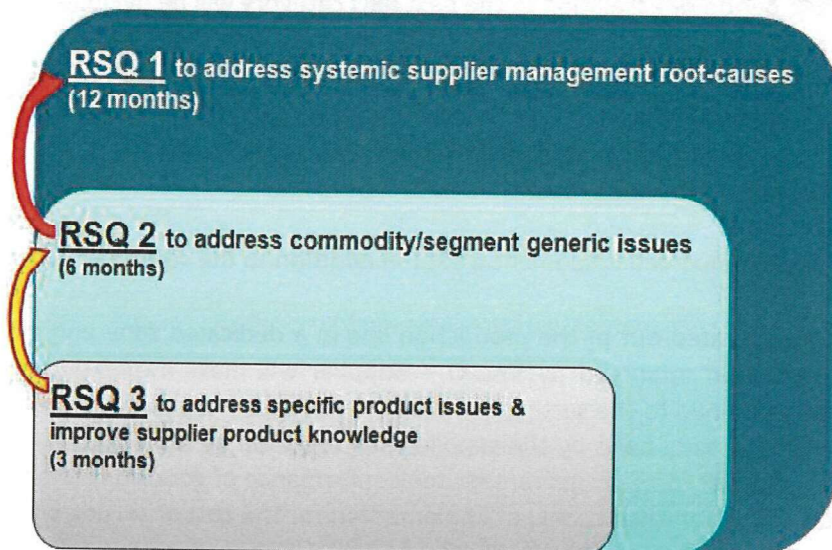 RSQ 1 to address systemic supplier management root-causes
(12 months)
RSQ 2 to address commodity/segment generic issues
(6 months)
RSQ 3 to address specific product issues &
improve supplier product knowledge
(3 months)